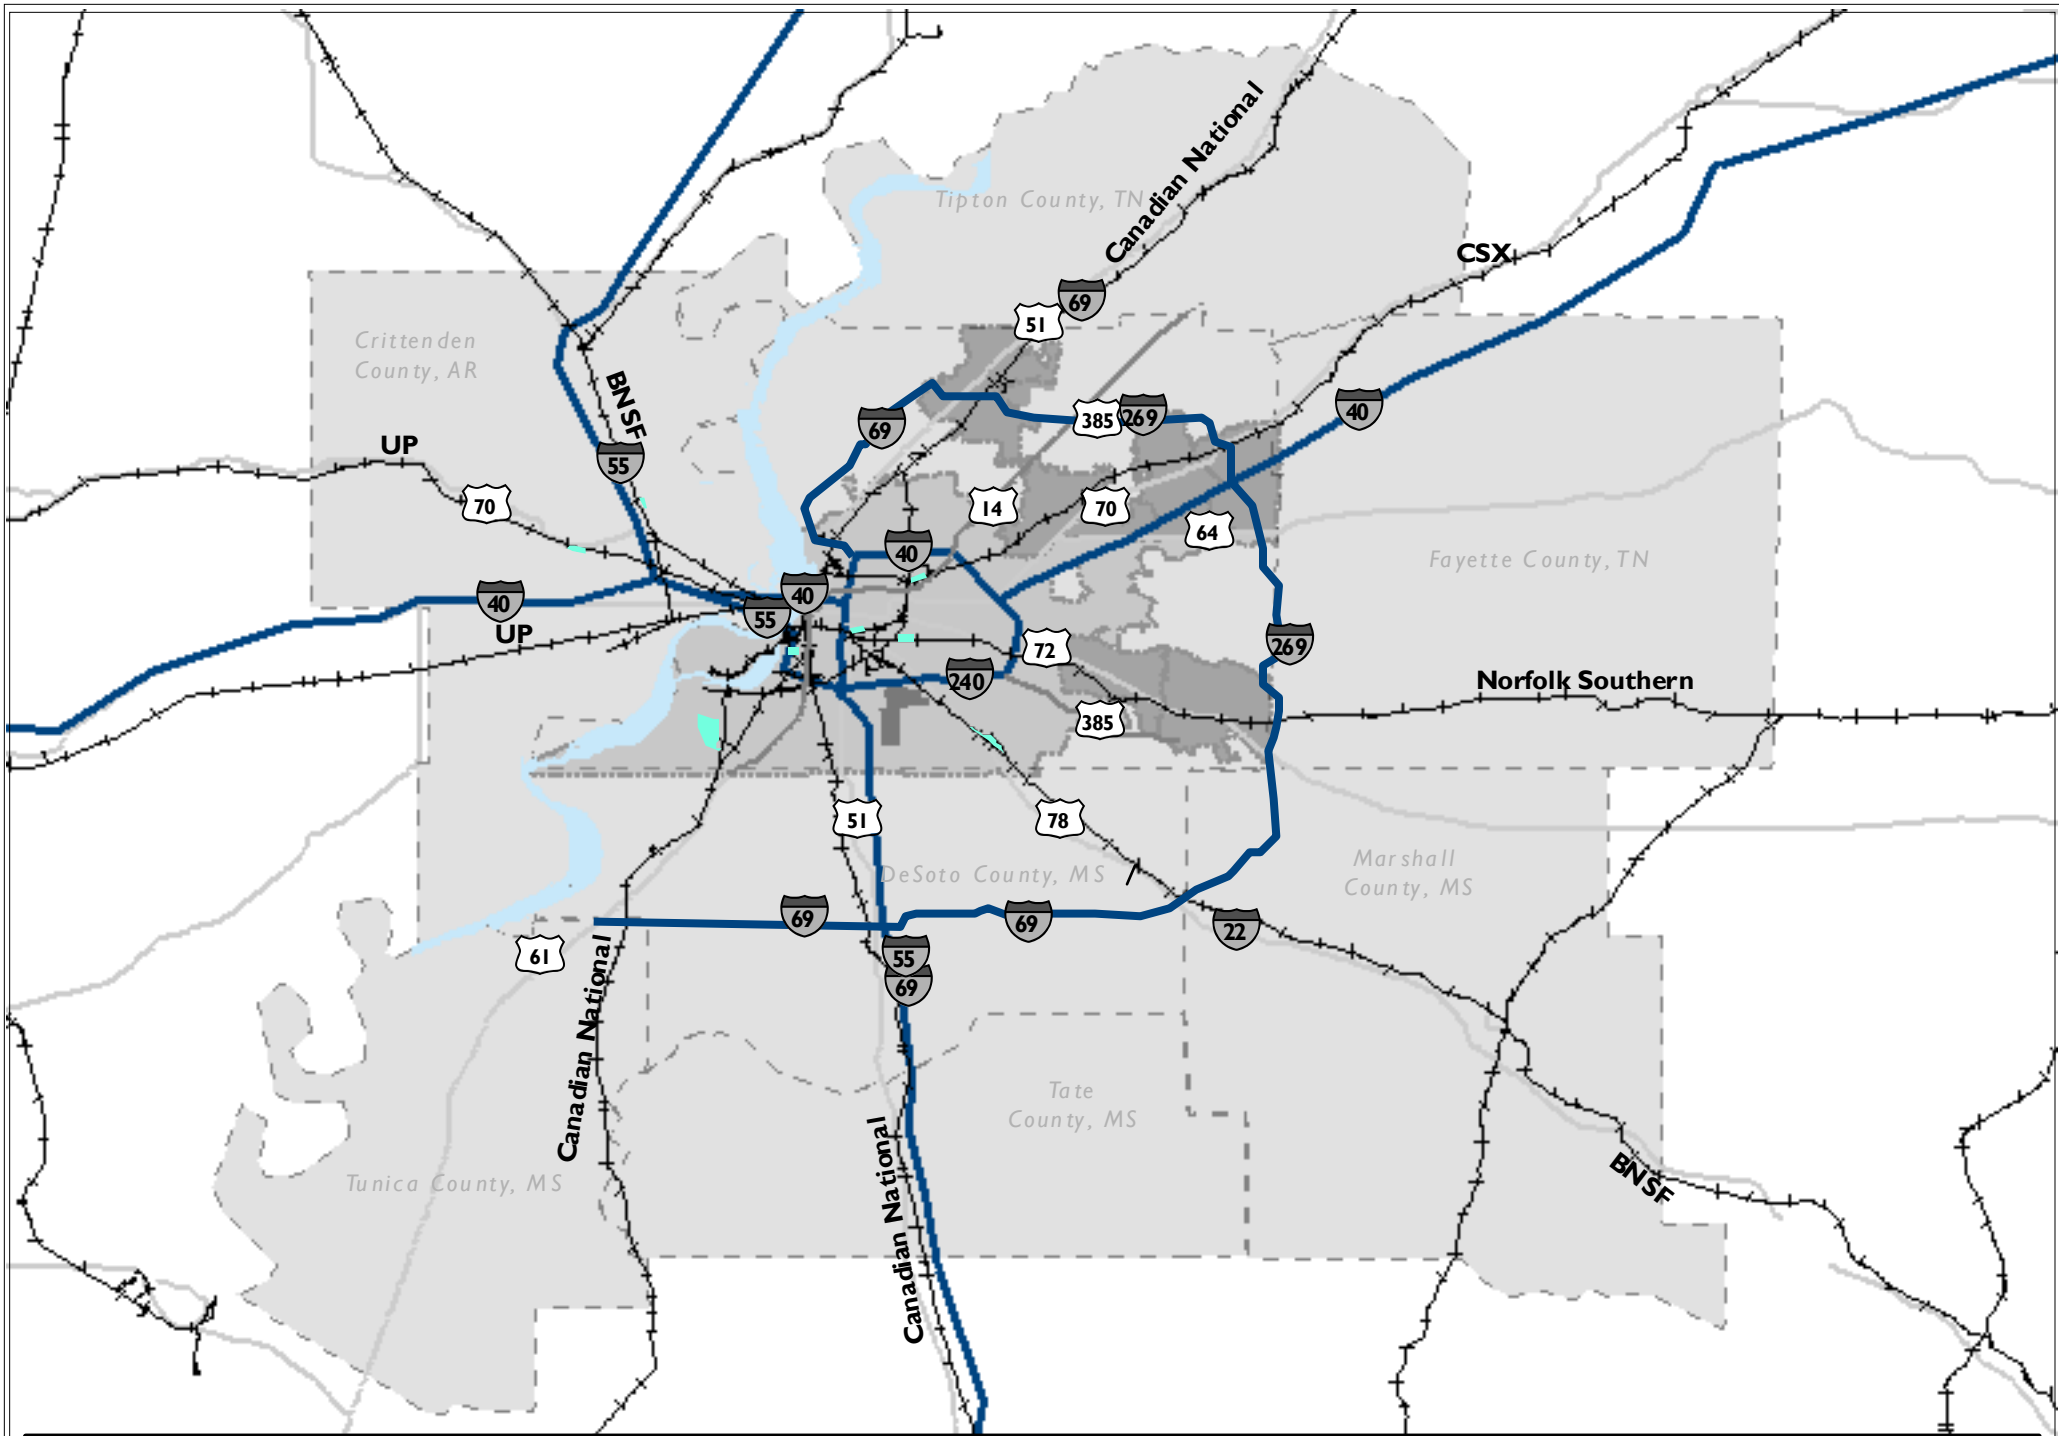 Canadian National
Tipton County, TN
CSX
69
51
Crittenden
County, AR
BNSF
385
269
40
69
UP
55
70
14
70
64
40
Fayette County, TN
40
40
55
UP
72
269
240
Norfolk Southern
385
51
78
DeSoto County, MS
Marshall
County, MS
69
69
22
61
55
69
Canadian National
Tate
County, MS
Canadian National
Tunica County, MS
BNSF